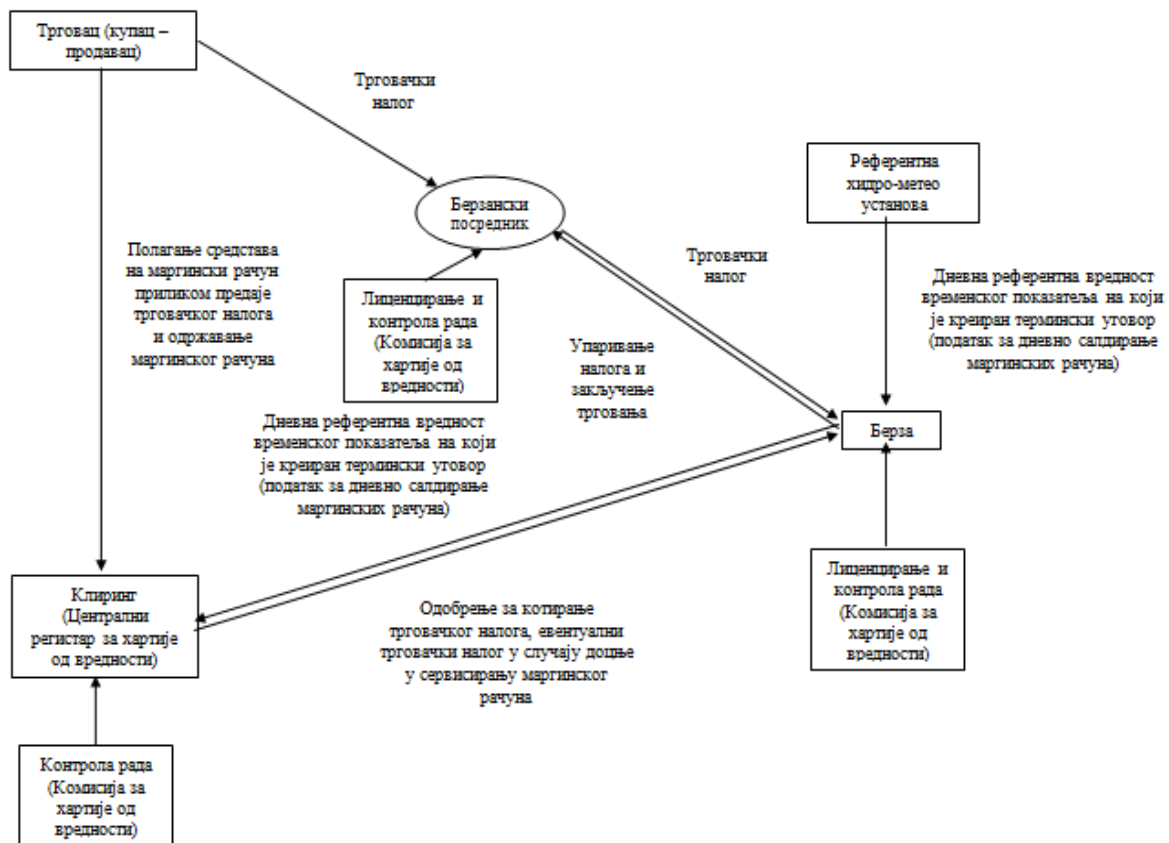 Трговац (купац –
продавац)
Трговачки
налог
Берзански
посредник
Референтна
хидро-метео
установа
Полагање средстава
на маргински рачун
приликом предаје
трговачког налога
и одржавање
маргинског рачуна
Лиценцирање и
контрола рада
(Комисија за
хартије од
вредности)
Трговачки
налог
Дневна референтна вредност
временског показатеља на који
је креиран термински уговор
(податак за дневно салдирање
маргинских рачуна)
Упаривање
налога и
закључење
трговања
Дневна референтна вредност
временског показатеља на који
је креиран термински уговор
(податак за дневно салдирање
маргинских рачуна)
Берза
Клиринг
(Централни
регистар за хартије
од вредности)
Одобрење за котирање
трговачког налога, евентуални
трговачки налог у случају доцње
у сервисирању маргинског
рачуна
Лиценцирање и
контрола рада
(Комисија за
хартије од
вредности)
Контрола рада
(Комисија за
хартије од
вредности)